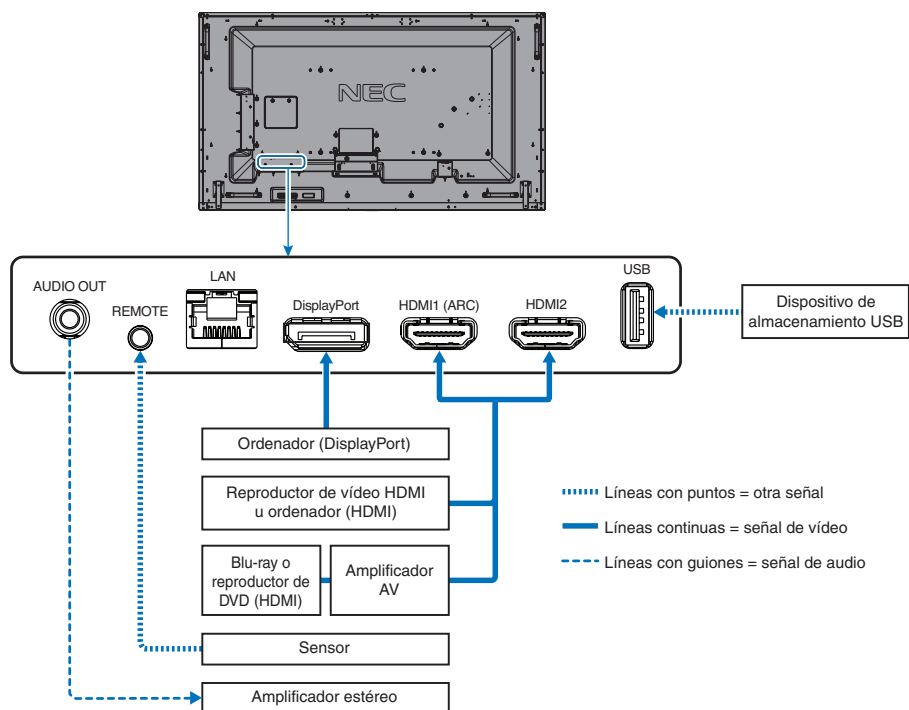 NEC
AUDIO OUT
REMOTE
LAN
DisplayPort
HDMI1 (ARC)
HDMI2
USB
Dispositivo de
almacenamiento USB
Ordenador (DisplayPort)
Reproductor de vídeo HDMI
u ordenador (HDMI)
Blu-ray o
reproductor de
DVD (HDMI)
Amplificador
AV
Sensor
Amplificador estéreo
Líneas con puntos = otra señal
Líneas continuas = señal de vídeo
Líneas con guiones = señal de audio